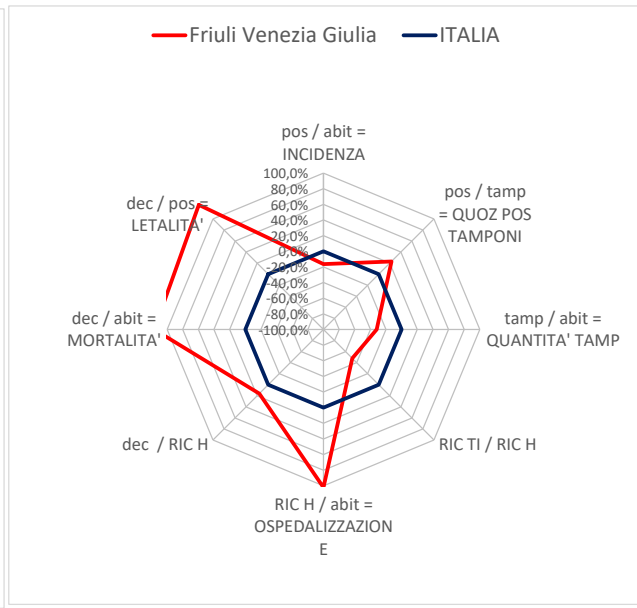 Friuli Venezia Giulia
ITALIA
pos / abit =
INCIDENZA
100,0%
80,0%
60,0%
40,0%
20,0%
0,0%
-20,0%
-40,0%
-60,0%
-80,0%
-100,0%
pos / tamp
= QUOZ POS
TAMPONI
tamp / abit =
QUANTITA' TAMP
RIC TI / RIC H
RIC H / abit =
OSPEDALIZZAZION
E
dec / RIC H
dec / abit =
MORTALITA'
dec / pos =
LETALITA'